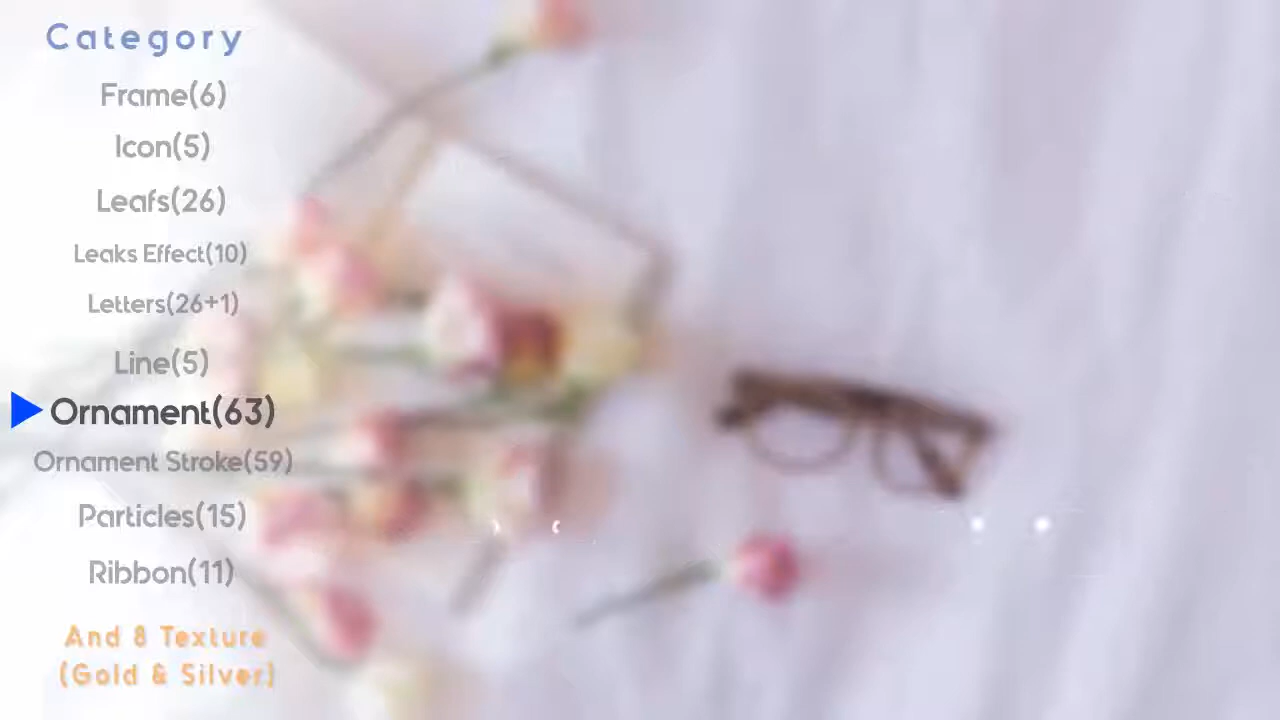 Category
Frame(6)
Icon(5)
Leafs(26)
Leaks Effect(10)
Letters(26+1)
Line(5)
Ornament(63)
Ornament Stroke(59)
Particles(15)
Ribbon(11)
And 8 Texture
(Gold & Silver)